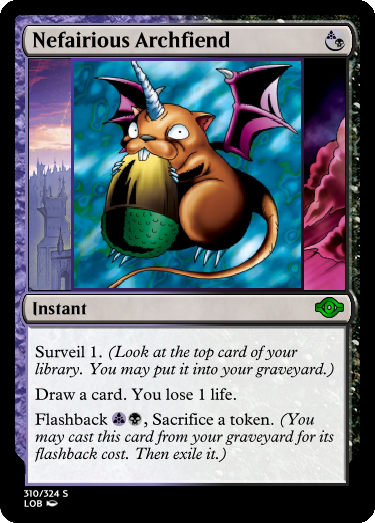 Nefairious Archfiend
Instant
Surveil 1. (Look at the top card of your
library. You may put it into your graveyard.)
Draw a card. You lose 1 life.
Flashback , Sacrifice a token. (You
may cast this card from your graveyard for its
flashback cost. Then exile it.)
310/324 S
LOB